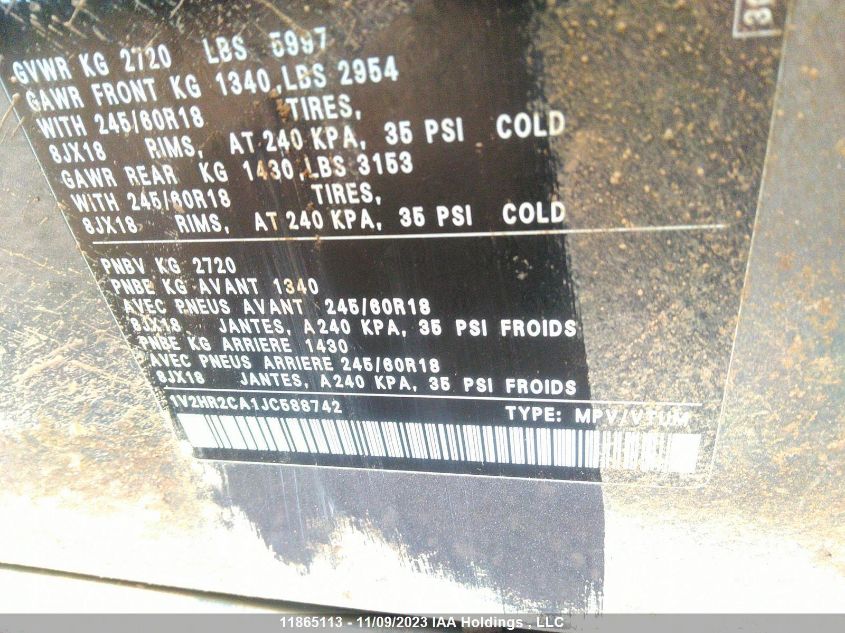 GVWR KG 2720 LBS 5997
GAWR FRONT KG 1340,LBS 2954
WITH 245/60R18 TIRES,
8JX18 RIMS, AT 240 KPA, 35 PSI COLD
GAWR REAR KG 1430,LBS 3153
WITH 245/60R18 TIRES,
8JX18 RIMS, AT 240 KPA, 35 PSI COLD
PNBV KG 2720
PNBE KG AVANT 1340
AVEC PNEUS AVANT 245/60R18
8JX18 JANTES, A 240 KPA, 35 PSI FROIDS
PNBE KG ARRIERE 1430
AVEC PNEUS ARRIERE 245/60R18
8JX18 JANTES, A 240 KPA, 35 PSI FROIDS
1V2HR2CA1JC588742 TYPE: MPV/VTUM
11865113 - 11/09/2023 IAA Holdings , LLC